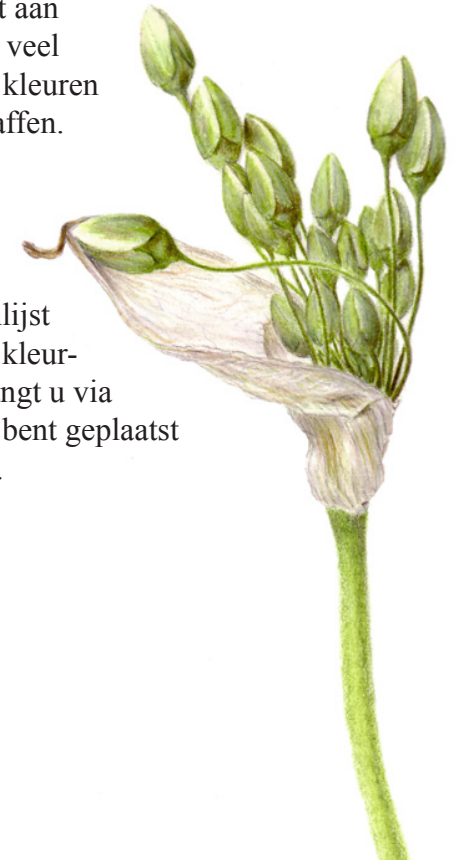 t aan
veel
kleuren
affen.
lijst
kleur-
ngt u via
bent geplaatst
.